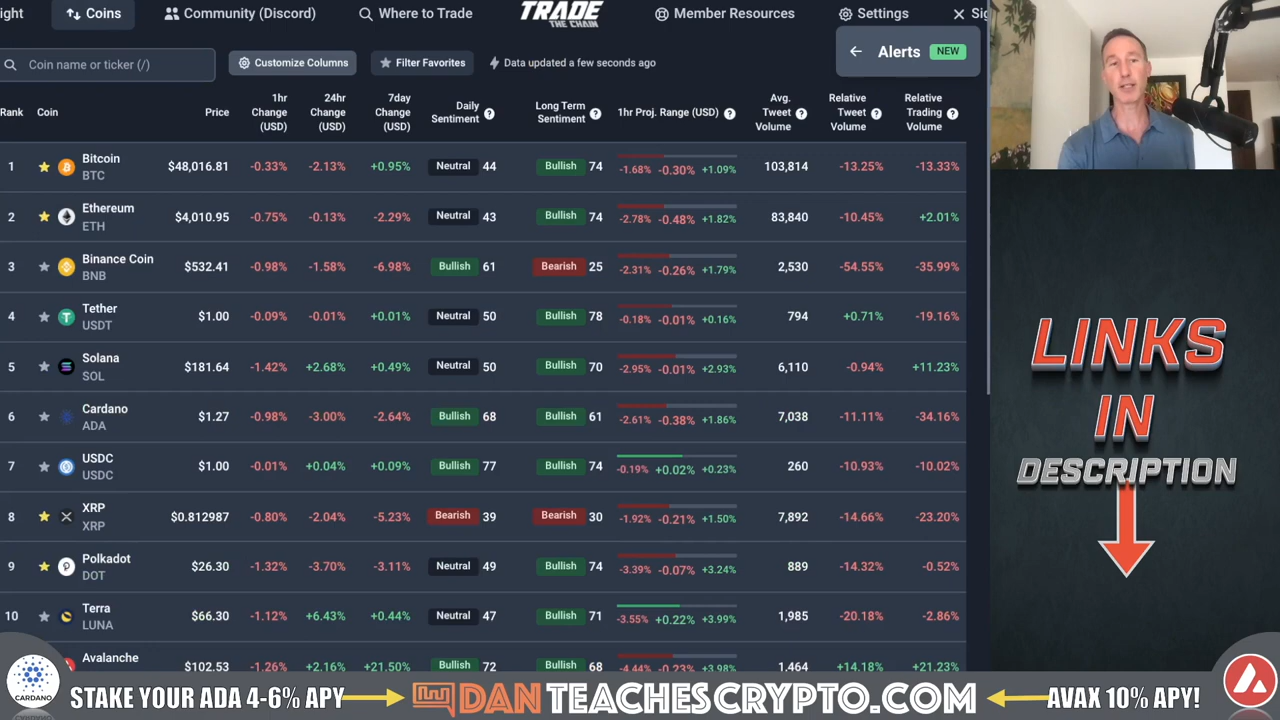 ight
Coins
Community (Discord)
Where to Trade
TRADE
THE CHAIN
Member Resources
Settings
Sig
Coin name or ticker (/)
Customize Columns
Filter Favorites
Data updated a few seconds ago
Alerts NEW
Rank Coin Price 1hr Change (USD) 24hr Change (USD) 7day Change (USD) Daily Sentiment ? Long Term Sentiment ? 1hr Proj. Range (USD) ? Avg. Tweet Volume ? Relative Tweet Volume ? Relative Trading Volume ?
1 Bitcoin BTC $48,016.81 -0.33% -2.13% +0.95% Neutral 44 Bullish 74 -1.68% -0.30% +1.09% 103,814 -13.25% -13.33%
2 Ethereum ETH $4,010.95 -0.75% -0.13% -2.29% Neutral 43 Bullish 74 -2.78% -0.48% +1.82% 83,840 -10.45% +2.01%
3 Binance Coin BNB $532.41 -0.98% -1.58% -6.98% Bullish 61 Bearish 25 -2.31% -0.26% +1.79% 2,530 -54.55% -35.99%
4 Tether USDT $1.00 -0.09% -0.01% +0.01% Neutral 50 Bullish 78 -0.18% -0.01% +0.16% 794 +0.71% -19.16%
5 Solana SOL $181.64 -1.42% +2.68% +0.49% Neutral 50 Bullish 70 -2.95% -0.01% +2.93% 6,110 -0.94% +11.23%
6 Cardano ADA $1.27 -0.98% -3.00% -2.64% Bullish 68 Bullish 61 -2.61% -0.38% +1.86% 7,038 -11.11% -34.16%
7 USDC USDC $1.00 -0.01% +0.04% +0.09% Bullish 77 Bullish 74 -0.19% +0.02% +0.23% 260 -10.93% -10.02%
8 XRP XRP $0.812987 -0.80% -2.04% -5.23% Bearish 39 Bearish 30 -1.92% -0.21% +1.50% 7,892 -14.66% -23.20%
9 Polkadot DOT $26.30 -1.32% -3.70% -3.11% Neutral 49 Bullish 74 -3.39% -0.07% +3.24% 889 -14.32% -0.52%
10 Terra LUNA $66.30 -1.12% +6.43% +0.44% Neutral 47 Bullish 71 -3.55% +0.22% +3.99% 1,985 -20.18% -2.86%
Avalanche $102.53 -1.26% +2.16% +21.50% Bullish 72 Bullish 68 -4.44% -0.23% +3.98% 1,464 +14.18% +21.23%
LINKS
IN
DESCRIPTION
CARDANO
STAKE YOUR ADA 4-6% APY
DANTEACHESCRYPTO.COM
AVAX 10% APY!